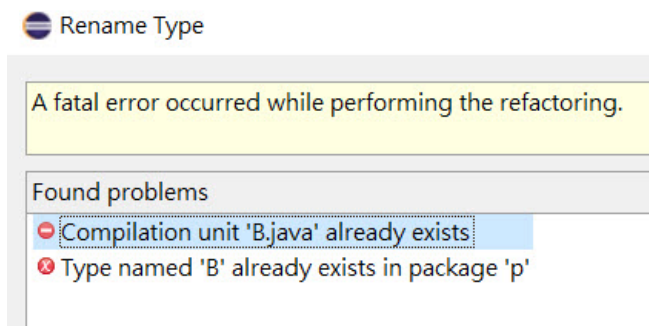 Rename Type
A fatal error occurred while performing the refactoring.
Found problems
Compilation unit 'B.java' already exists
Type named 'B' already exists in package 'p'